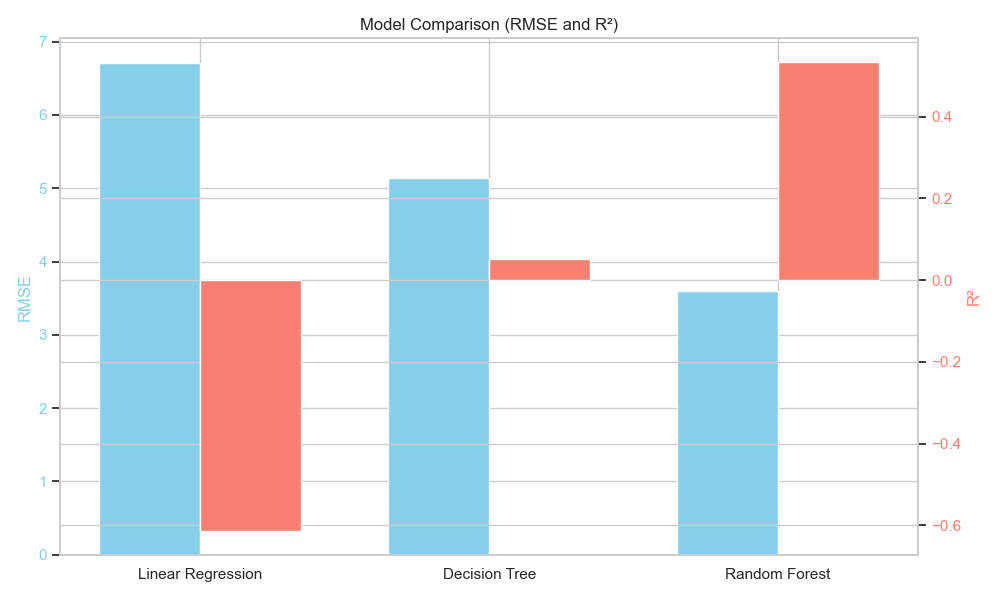 Model Comparison (RMSE and R²)
7
6
5
4
3
2
1
0
RMSE
0.4
0.2
0.0
−0.2
−0.4
−0.6
R²
Linear Regression
Decision Tree
Random Forest